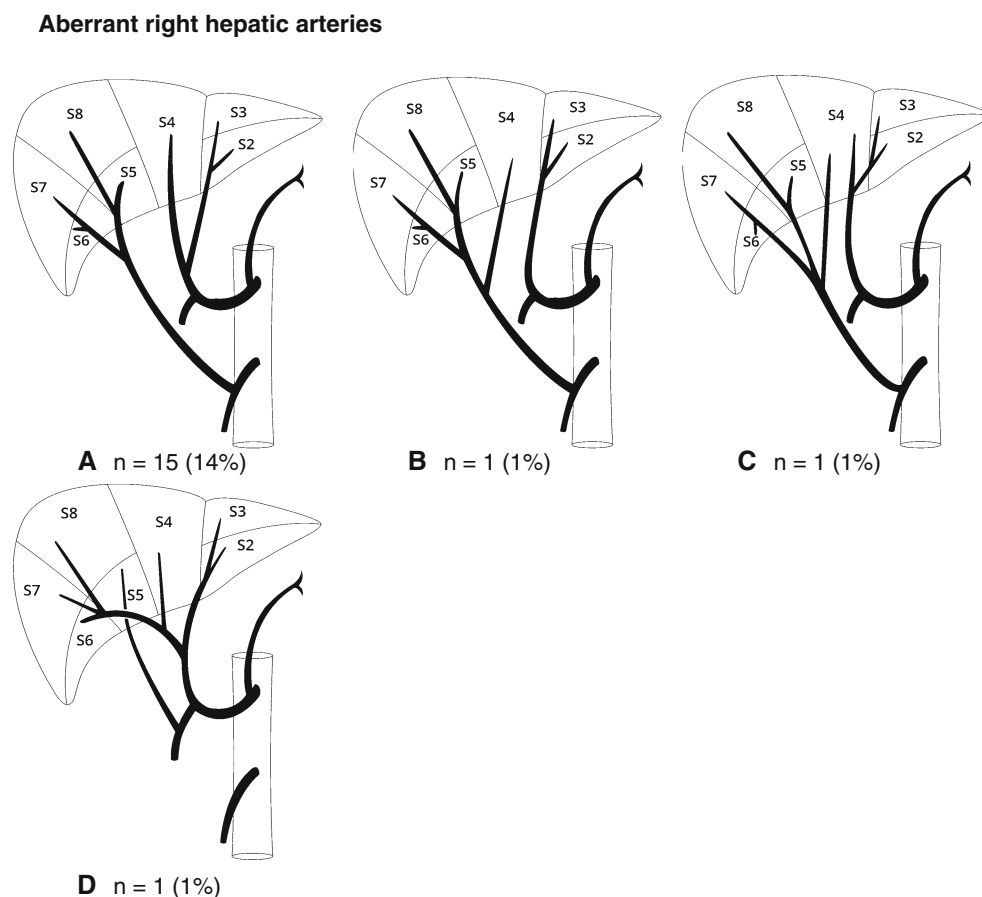 Aberrant right hepatic arteries
S8
S4
S3
S2
S7
S5
S6
A n = 15 (14%)
S8
S4
S3
S2
S7
S5
S6
B n = 1 (1%)
S8
S4
S3
S2
S7
S5
S6
C n = 1 (1%)
S8
S4
S3
S2
S7
S5
S6
D n = 1 (1%)